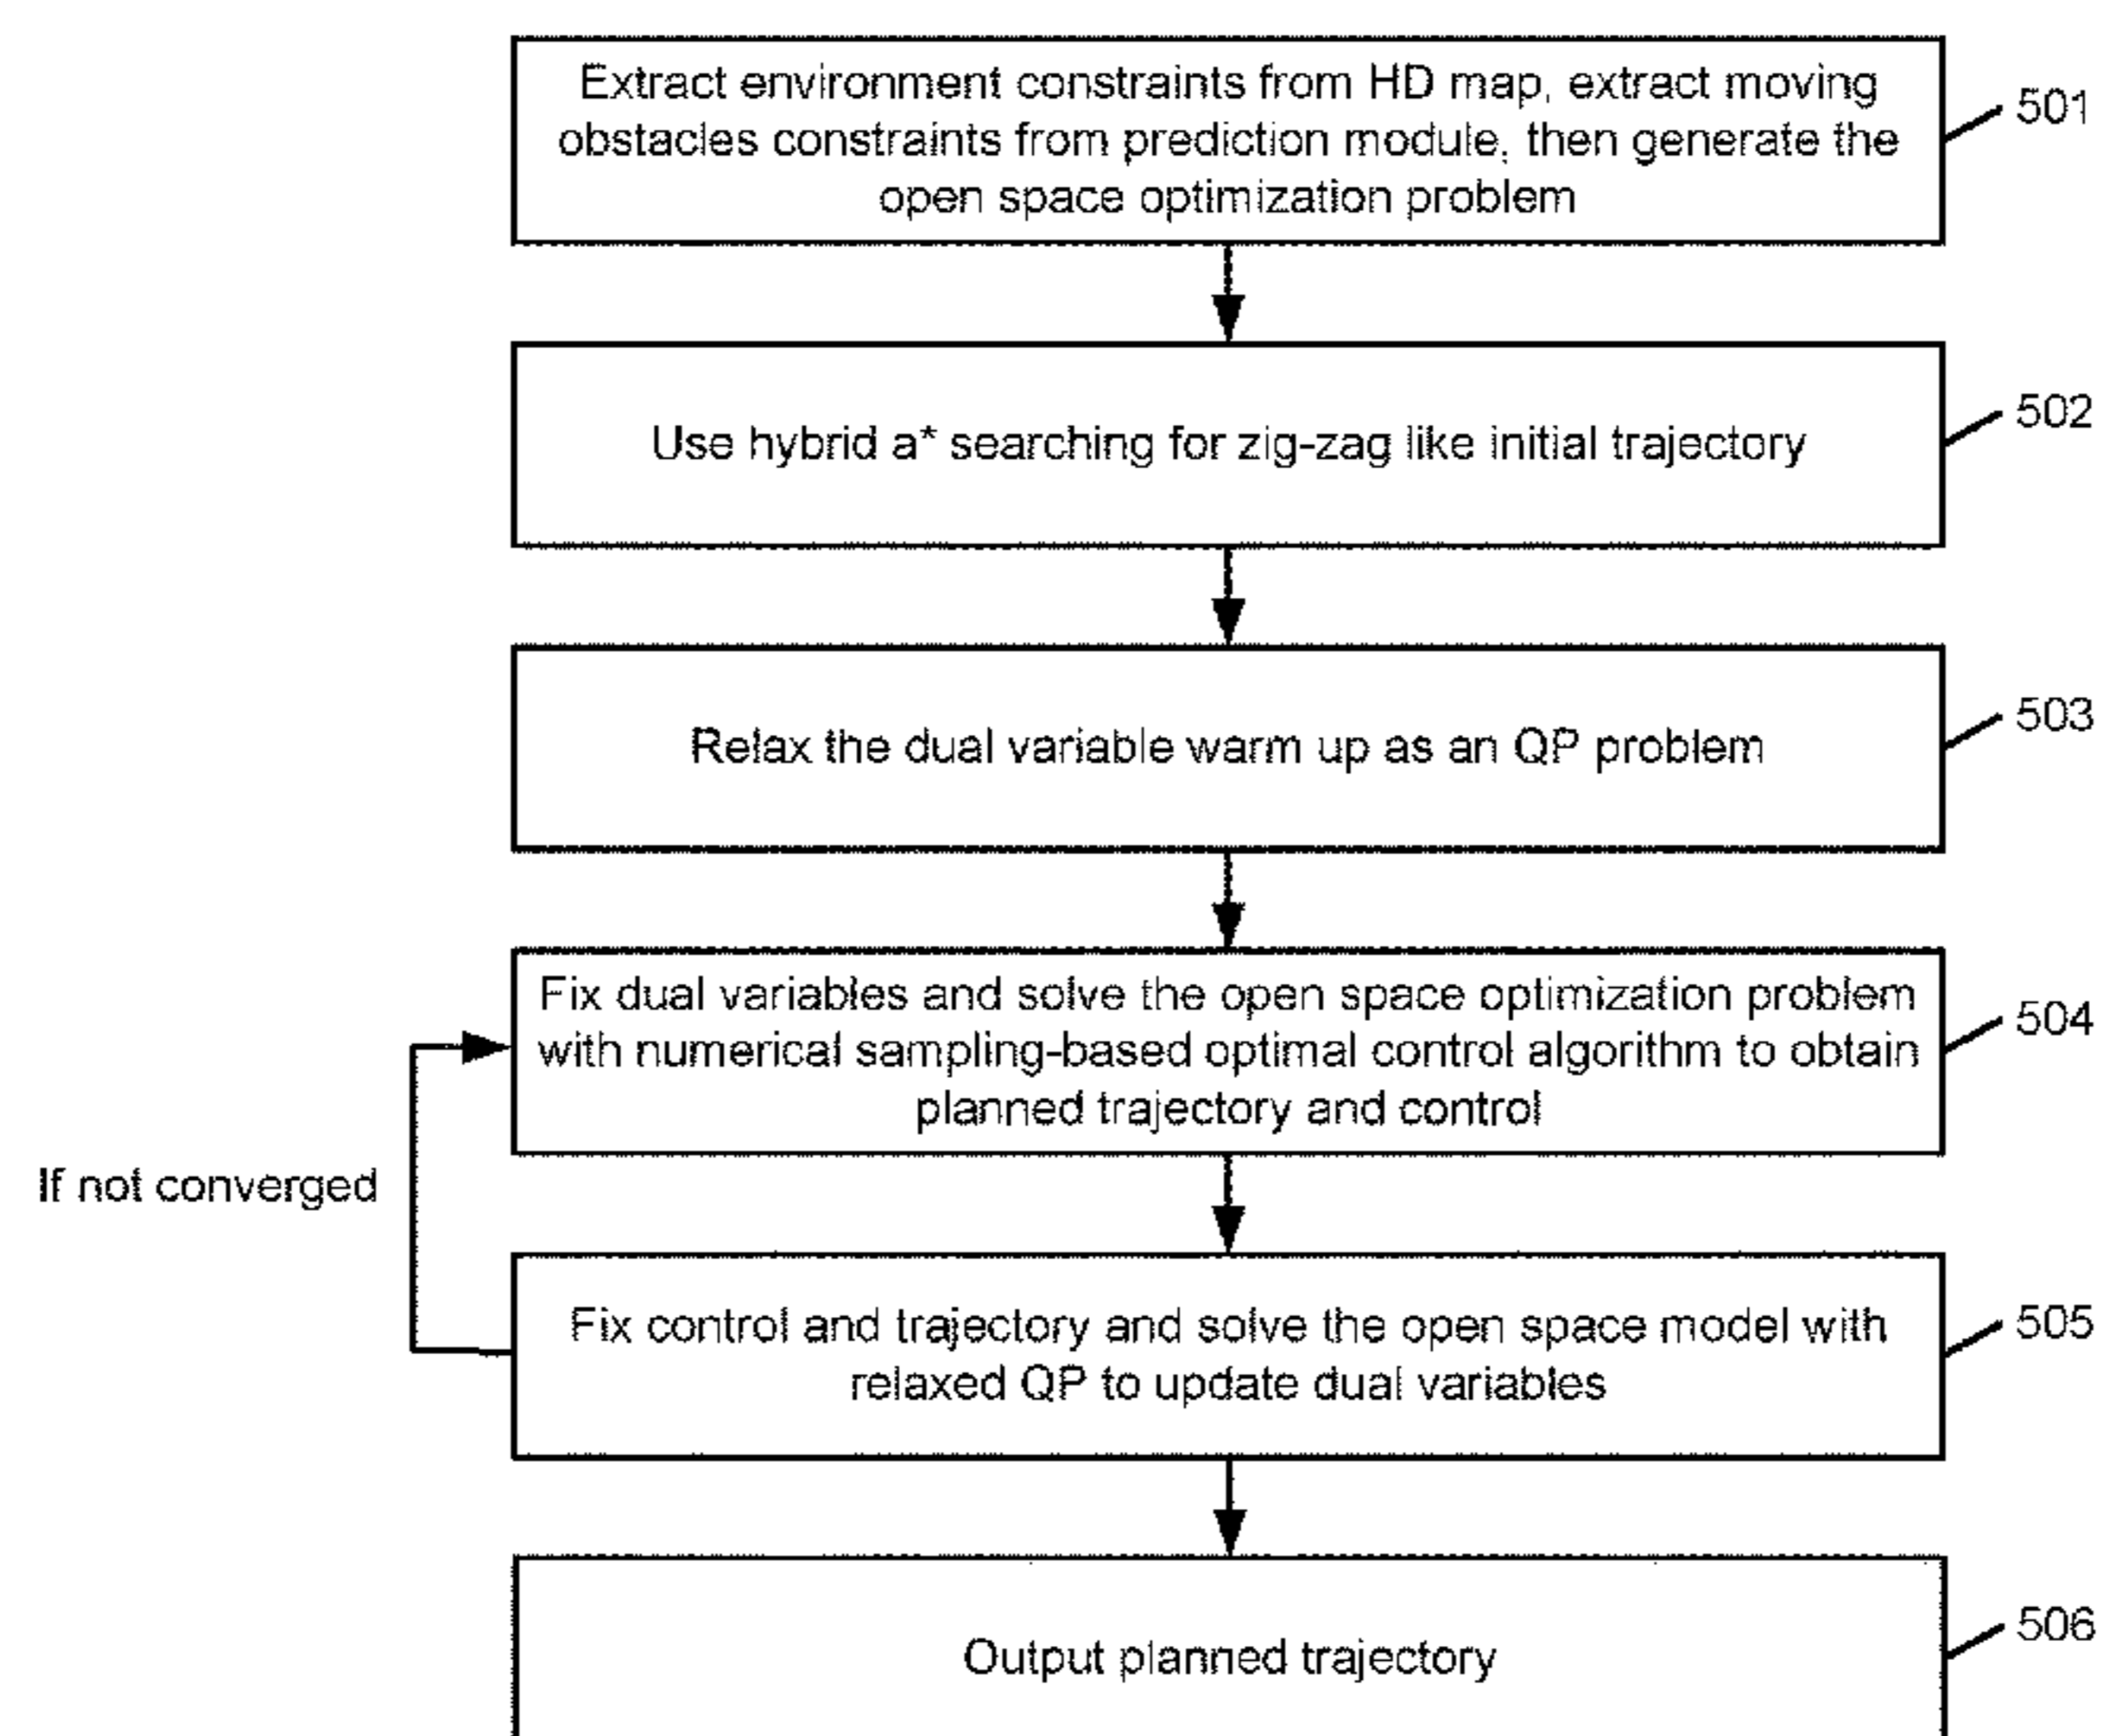 Extract environment constraints from HD map, extract moving
obstacles constraints from prediction module, then generate the
open space optimization problem
501
Use hybrid a* searching for zig-zag like initial trajectory
502
Relax the dual variable warm up as an QP problem
503
Fix dual variables and solve the open space optimization problem
with numerical sampling-based optimal control algorithm to obtain
planned trajectory and control
504
If not converged
Fix control and trajectory and solve the open space model with
relaxed QP to update dual variables
505
Output planned trajectory
506